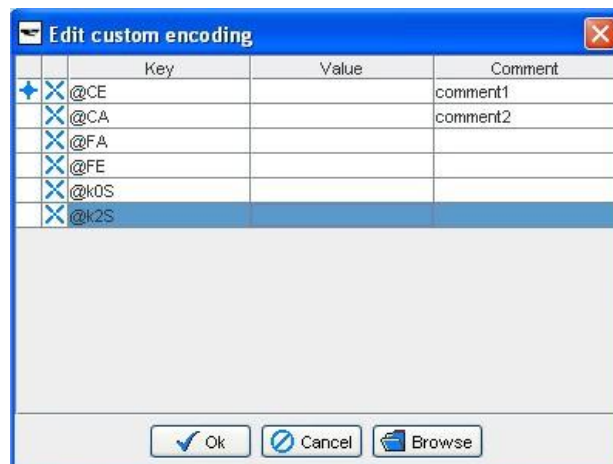 Edit custom encoding
Key Value Comment
@CE comment1
@CA comment2
@FA
@FE
@k0S
@k2S
Ok Cancel Browse